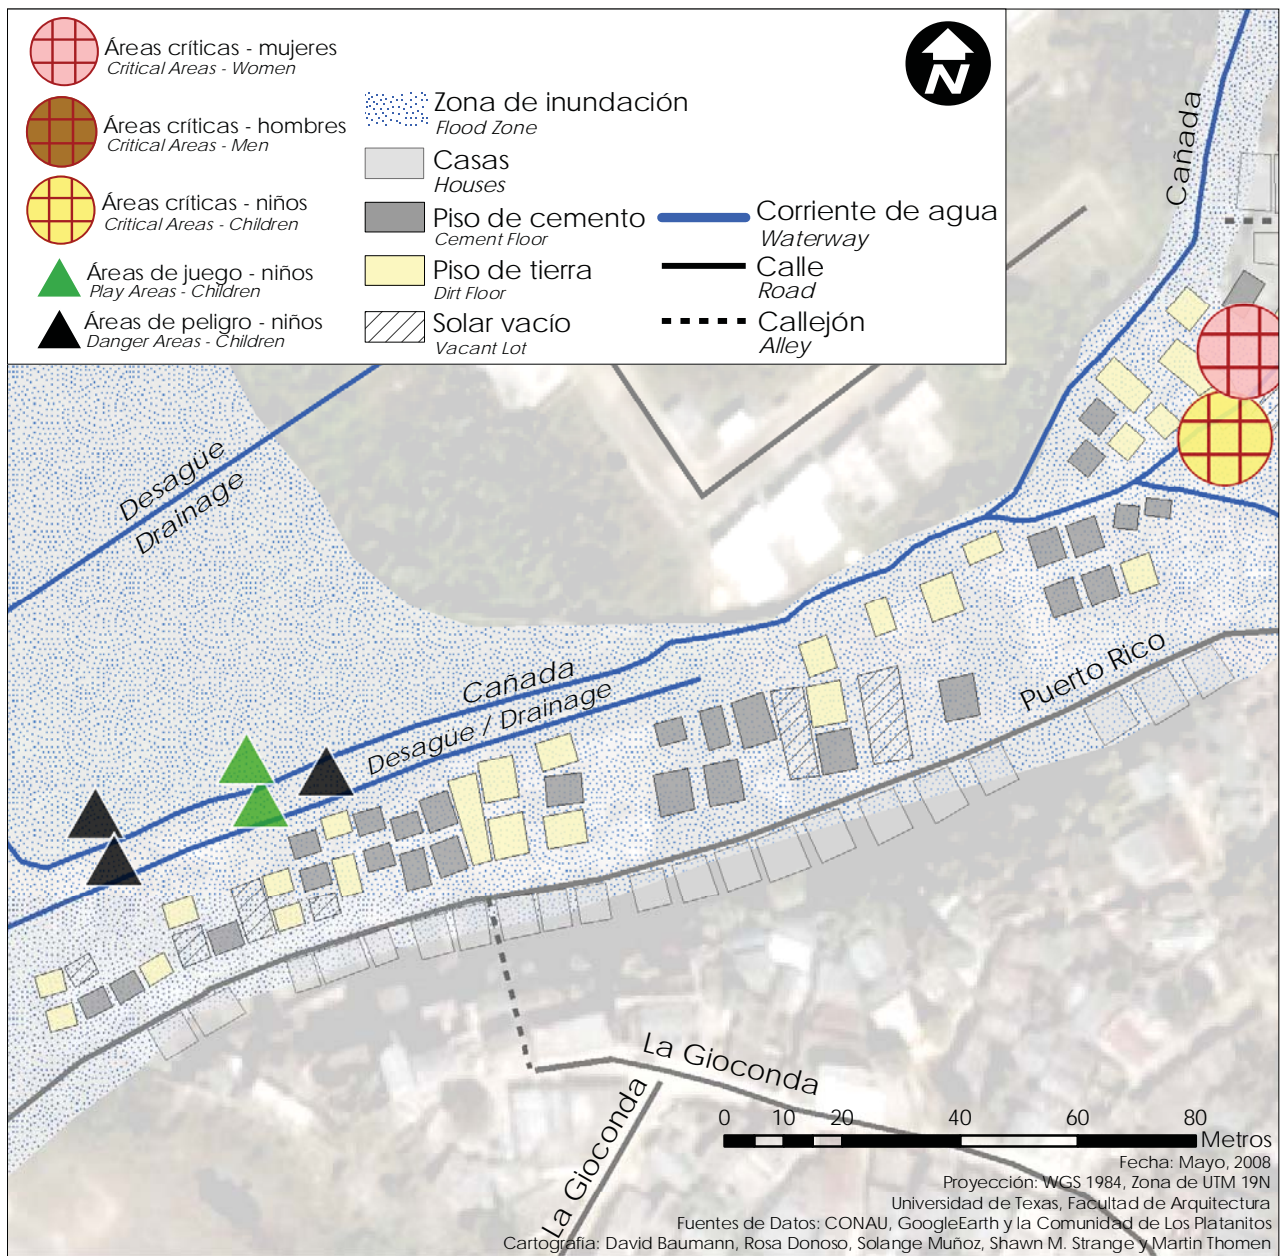 Áreas críticas - mujeres
Critical Areas - Women
Áreas críticas - hombres
Critical Areas - Men
Áreas críticas - niños
Critical Areas - Children
Áreas de juego - niños
Play Areas - Children
Áreas de peligro - niños
Danger Areas - Children
Zona de inundación
Flood Zone
Casas
Houses
Piso de cemento
Cement Floor
Piso de tierra
Dirt Floor
Solar vacío
Vacant Lot
Corriente de agua
Waterway
Calle
Road
Callejón
Alley
N
Cañada
Desague
Drainage
Cañada
Desague / Drainage
Puerto Rico
La Gioconda
La Gioconda
0 10 20 40 60 80
Metros
Fecha: Mayo, 2008
Proyección: WGS 1984, Zona de UTM 19N
Universidad de Texas, Facultad de Arquitectura
Fuentes de Datos: CONAU, GoogleEarth y la Comunidad de Los Platanitos
Cartografía: David Baumann, Rosa Donoso, Solange Muñoz, Shawn M. Strange y Martin Thomen